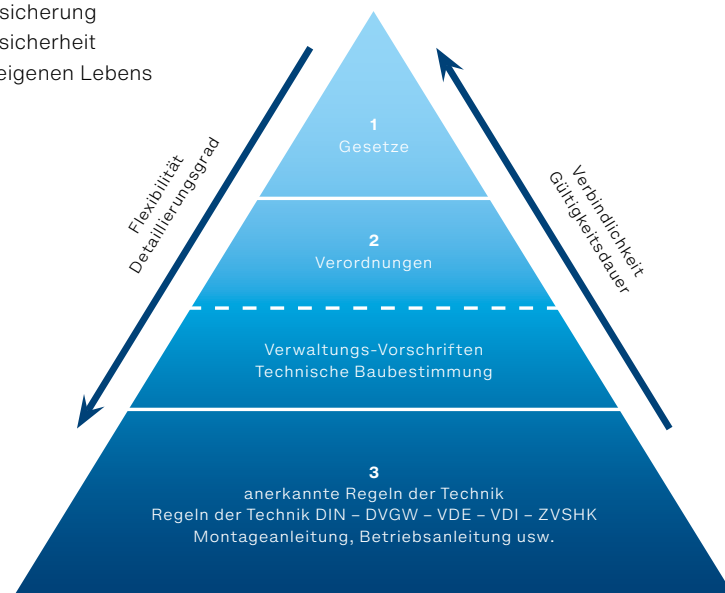 sicherung
sicherheit
eigenen Lebens
Flexibilität
Detaillierungsgrad
Verbindlichkeit
Gültigkeitsdauer
1
Gesetze
2
Verordnungen
Verwaltungs-Vorschriften
Technische Baubestimmung
3
anerkannte Regeln der Technik
Regeln der Technik DIN – DVGW – VDE – VDI – ZVSHK
Montageanleitung, Betriebsanleitung usw.